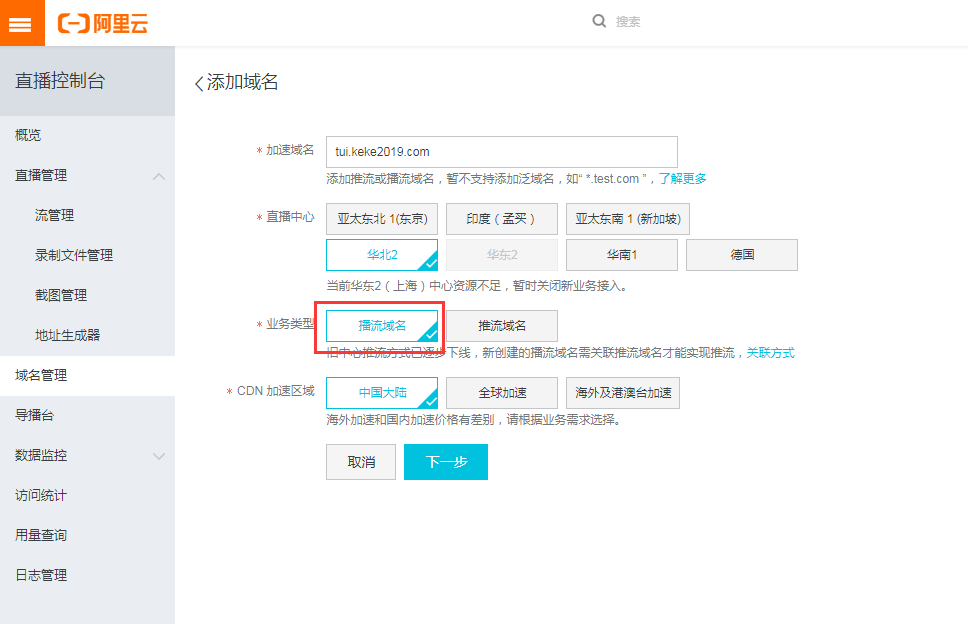 阿里云
搜索
直播控制台
概览
直播管理
流管理
录制文件管理
截图管理
地址生成器
域名管理
导播台
数据监控
访问统计
用量查询
日志管理
添加域名
* 加速域名 tui.keke2019.com
添加推流或播流域名，暂不支持添加泛域名，如“ *.test.com ”，了解更多
* 直播中心 亚太东北 1(东京) 印度（孟买） 亚太东南 1 (新加坡)
华北2 华东2 华南1 德国
当前华东2（上海）中心资源不足，暂时关闭新业务接入。
* 业务类型 播流域名 推流域名
旧中心推流方式已逐步下线，新创建的播流域名需关联推流域名才能实现推流，关联方式
* CDN 加速区域 中国大陆 全球加速 海外及港澳台加速
海外加速和国内加速价格有差别，请根据业务需求选择。
取消 下一步